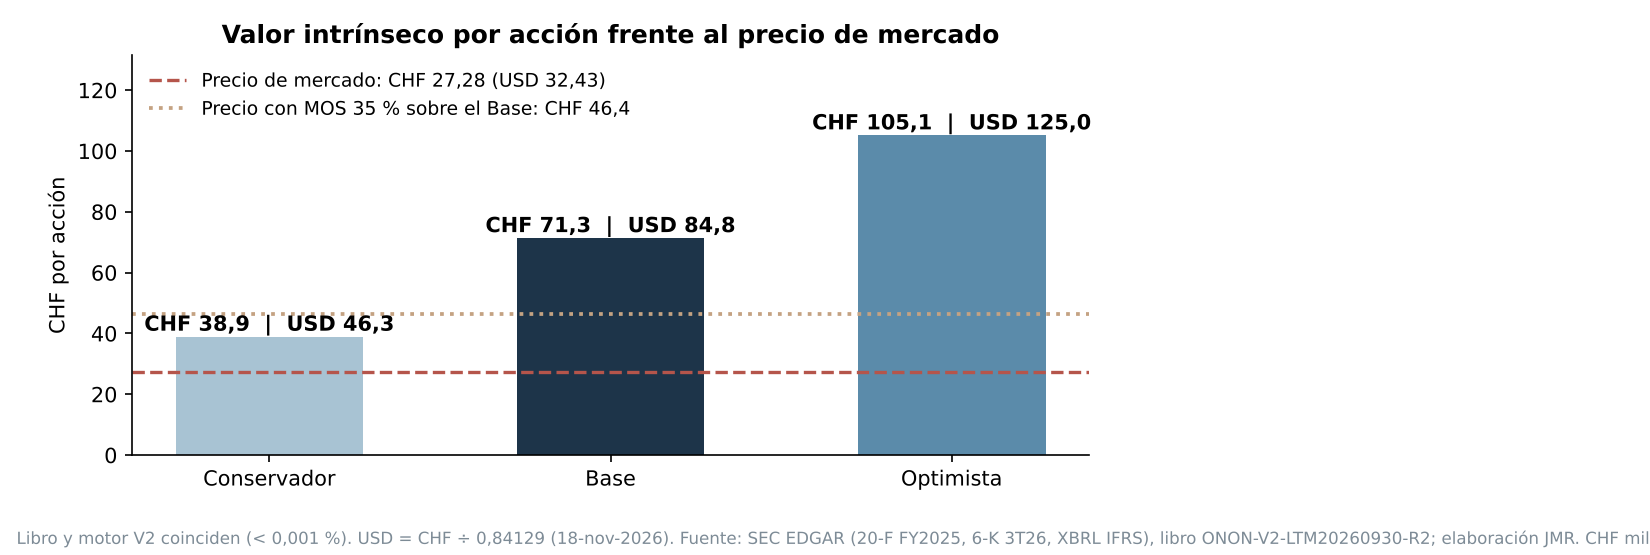 Valor intrínseco por acción frente al precio de mercado
Precio de mercado: CHF 27,28 (USD 32,43)
Precio con MOS 35 % sobre el Base: CHF 46,4
CHF por acción
120
100
80
60
40
20
0
CHF 38,9 | USD 46,3
CHF 71,3 | USD 84,8
CHF 105,1 | USD 125,0
Conservador
Base
Optimista
Libro y motor V2 coinciden (< 0,001 %). USD = CHF ÷ 0,84129 (18-nov-2026). Fuente: SEC EDGAR (20-F FY2025, 6-K 3T26, XBRL IFRS), libro ONON-V2-LTM20260930-R2; elaboración JMR. CHF mil